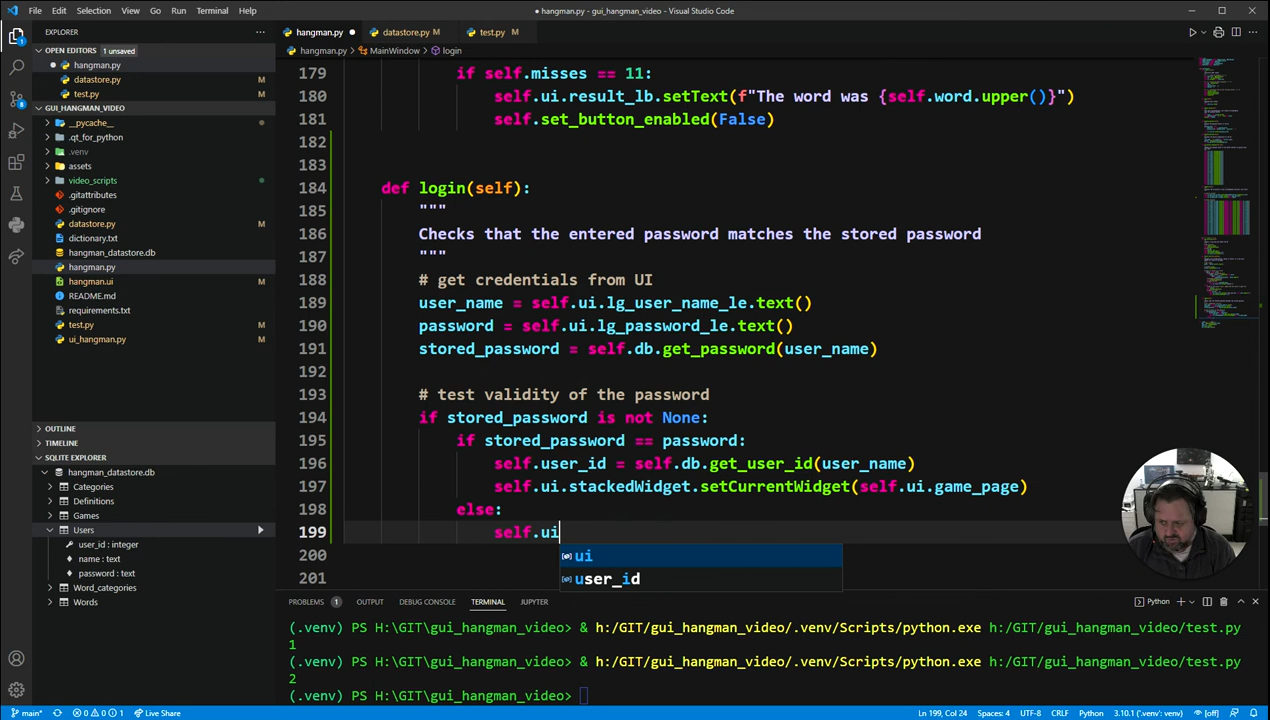 File Edit Selection View Go Run Terminal Help
● hangman.py - gui_hangman_video - Visual Studio Code
EXPLORER
OPEN EDITORS 1 unsaved
hangman.py
datastore.py M
test.py M
GUI_HANGMAN_VIDEO
__pycache__
.qt_for_python
.venv
assets
video_scripts
.gitattributes
.gitignore
datastore.py M
dictionary.txt
hangman_datastore.db
hangman.py
hangman.ui
README.md
requirements.txt
test.py M
ui_hangman.py
OUTLINE
TIMELINE
SQLITE EXPLORER
hangman_datastore.db
Categories
Definitions
Games
Users
user_id : integer
name : text
password : text
Word_categories
Words
hangman.py ● datastore.py M test.py M
hangman.py > MainWindow > login
179 if self.misses == 11:
180 self.ui.result_lb.setText(f"The word was {self.word.upper()}")
181 self.set_button_enabled(False)
182
183
184 def login(self):
185 """
186 Checks that the entered password matches the stored password
187 """
188 # get credentials from UI
189 user_name = self.ui.lg_user_name_le.text()
190 password = self.ui.lg_password_le.text()
191 stored_password = self.db.get_password(user_name)
192
193 # test validity of the password
194 if stored_password is not None:
195 if stored_password == password:
196 self.user_id = self.db.get_user_id(user_name)
197 self.ui.stackedWidget.setCurrentWidget(self.ui.game_page)
198 else:
199 self.ui
200 ui
201 user_id
PROBLEMS 1 OUTPUT DEBUG CONSOLE TERMINAL JUPYTER
Python
(.venv) PS H:\GIT\gui_hangman_video> & h:/GIT/gui_hangman_video/.venv/Scripts/python.exe h:/GIT/gui_hangman_video/test.py
1
(.venv) PS H:\GIT\gui_hangman_video> & h:/GIT/gui_hangman_video/.venv/Scripts/python.exe h:/GIT/gui_hangman_video/test.py
2
(.venv) PS H:\GIT\gui_hangman_video>
main* 0 0 1 Live Share
Ln 199, Col 24 Spaces: 4 UTF-8 CRLF Python 3.10.1 ('.venv': venv) [off]